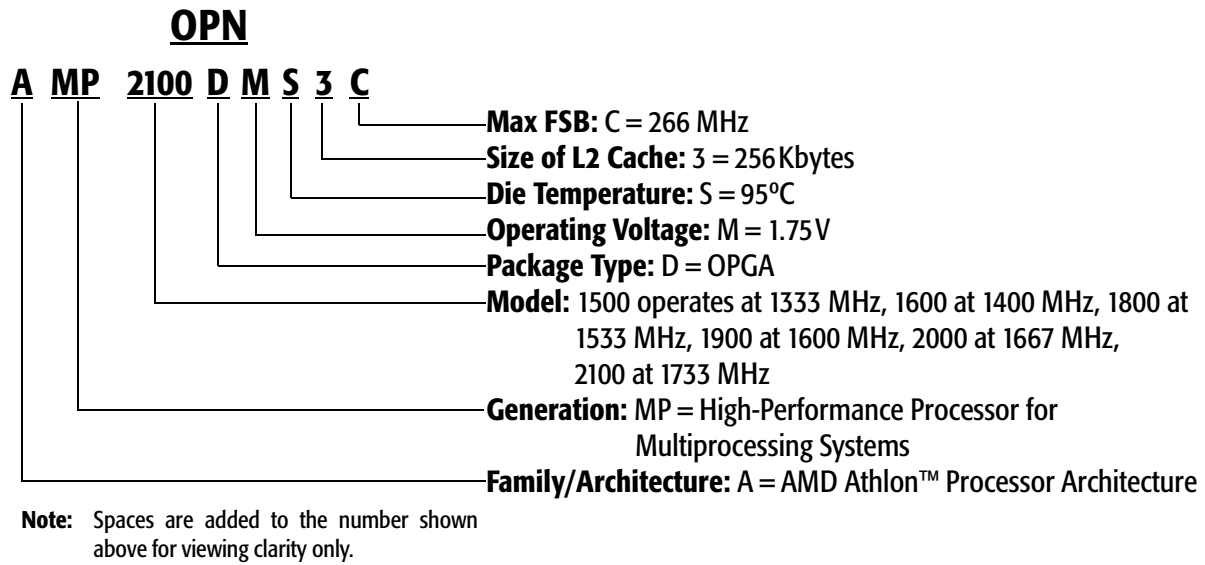 OPN
A MP 2100 D M S 3 C
Max FSB: C = 266 MHz
Size of L2 Cache: 3 = 256 Kbytes
Die Temperature: S = 95ºC
Operating Voltage: M = 1.75 V
Package Type: D = OPGA
Model: 1500 operates at 1333 MHz, 1600 at 1400 MHz, 1800 at
1533 MHz, 1900 at 1600 MHz, 2000 at 1667 MHz,
2100 at 1733 MHz
Generation: MP = High-Performance Processor for
Multiprocessing Systems
Family/Architecture: A = AMD Athlon™ Processor Architecture
Note: Spaces are added to the number shown
above for viewing clarity only.